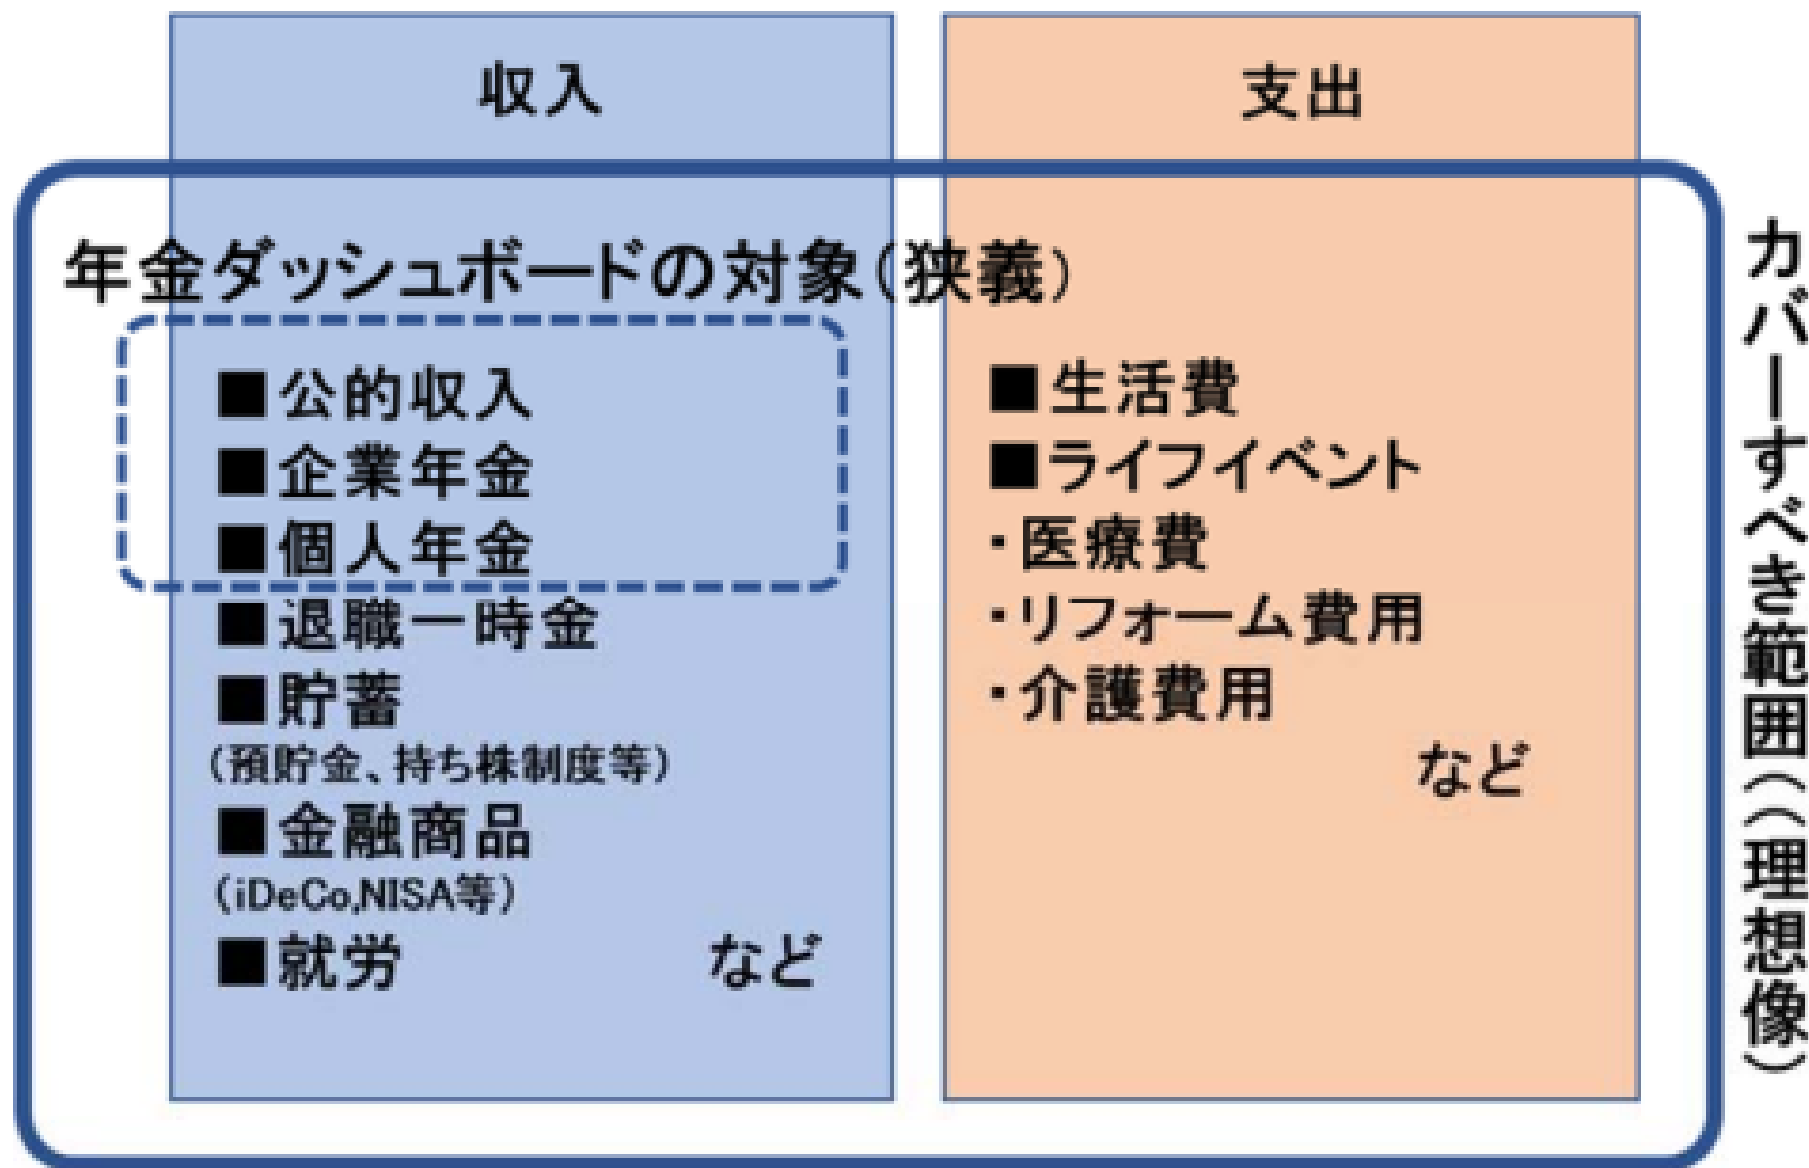 収入
支出
年金ダッシュボードの対象(狭義)
■公的収入
■企業年金
■個人年金
■退職一時金
■貯蓄
(預貯金、持ち株制度等)
■金融商品
(iDeCo,NISA等)
■就労 など
■生活費
■ライフイベント
・医療費
・リフォーム費用
・介護費用
など
カバーすべき範囲((理想像)